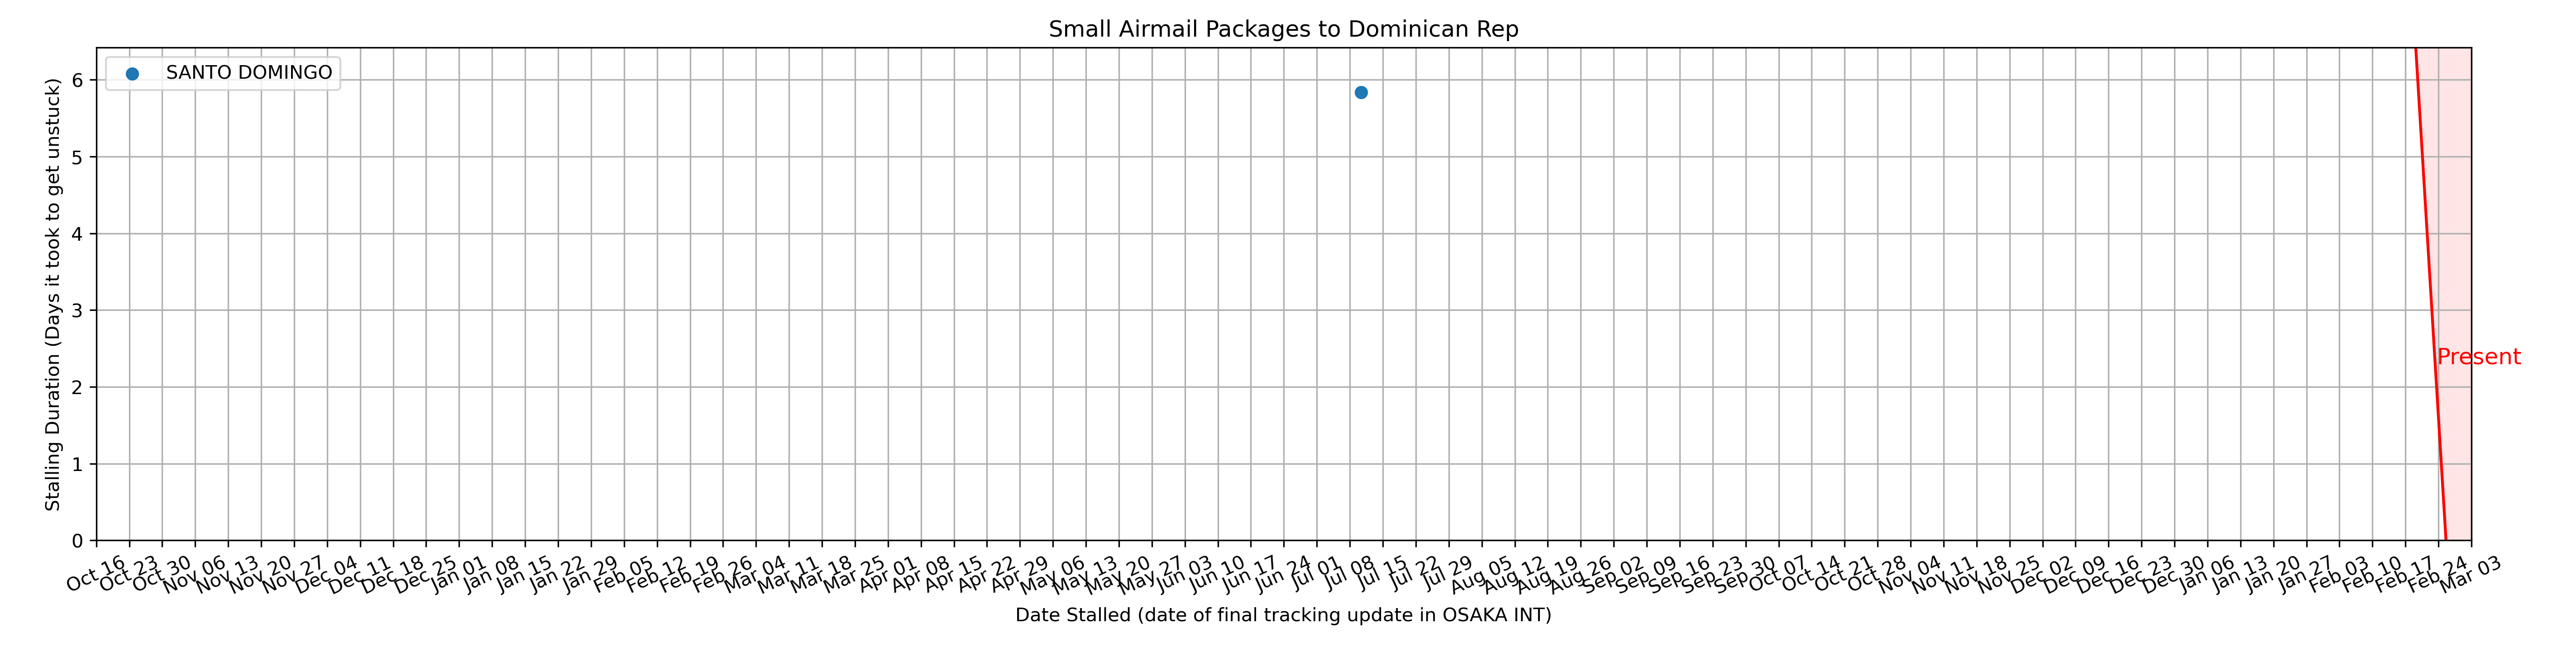 Small Airmail Packages to Dominican Rep
SANTO DOMINGO
Stalling Duration (Days it took to get unstuck)
6
5
4
3
2
1
0
Present
Oct 16
Oct 23
Oct 30
Nov 06
Nov 13
Nov 20
Nov 27
Dec 04
Dec 11
Dec 18
Dec 25
Jan 01
Jan 08
Jan 15
Jan 22
Jan 29
Feb 05
Feb 12
Feb 19
Feb 26
Mar 04
Mar 11
Mar 18
Mar 25
Apr 01
Apr 08
Apr 15
Apr 22
Apr 29
May 06
May 13
May 20
May 27
Jun 03
Jun 10
Jun 17
Jun 24
Jul 01
Jul 08
Jul 15
Jul 22
Jul 29
Aug 05
Aug 12
Aug 19
Aug 26
Sep 02
Sep 09
Sep 16
Sep 23
Sep 30
Oct 07
Oct 14
Oct 21
Oct 28
Nov 04
Nov 11
Nov 18
Nov 25
Dec 02
Dec 09
Dec 16
Dec 23
Dec 30
Jan 06
Jan 13
Jan 20
Jan 27
Feb 03
Feb 10
Feb 17
Feb 24
Mar 03
Date Stalled (date of final tracking update in OSAKA INT)